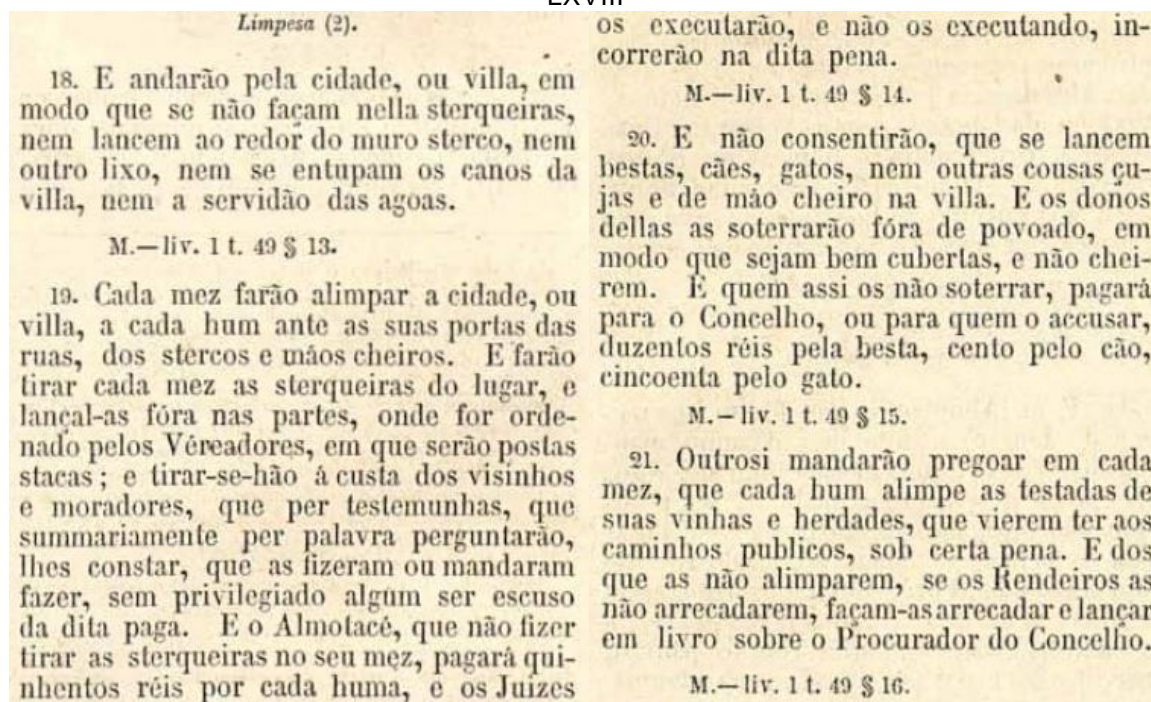 LXVIII
Limpesa (2).
18. E andarão pela cidade, ou villa, em
modo que se não façam nella sterqueiras,
nem lancem ao redor do muro sterco, nem
outro lixo, nem se entupam os canos da
villa, nem a servidão das agoas.
M.—liv. 1 t. 49 § 13.
19. Cada mez farão alimpar a cidade, ou
villa, a cada hum ante as suas portas das
ruas, dos stercos e máos cheiros. E farão
tirar cada mez as sterqueiras do lugar, e
lançal-as fóra nas partes, onde for orde-
nado pelos Véreadores, em que serão postas
stacas; e tirar-se-hão á custa dos visinhos
e moradores, que per testemunhas, que
summariamente per palavra perguntarão,
lhes constar, que as fizeram ou mandaram
fazer, sem privilegiado algum ser escuso
da dita paga. E o Almotacé, que não fizer
tirar as sterqueiras no seu mez, pagará qui-
nhentos réis por cada huma, e os Juizes
os executarão, e não os executando, in-
correrão na dita pena.
M.—liv. 1 t. 49 § 14.
20. E não consentirão, que se lancem
bestas, cães, gatos, nem outras cousas çu-
jas e de máo cheiro na villa. E os donos
dellas as soterrarão fóra de povoado, em
modo que sejam bem cubertas, e não chei-
rem. E quem assi os não soterrar, pagará
para o Concelho, ou para quem o accusar,
duzentos réis pela besta, cento pelo cão,
cincoenta pelo gato.
M.—liv. 1 t. 49 § 15.
21. Outrosi mandarão pregoar em cada
mez, que cada hum alimpe as testadas de
suas vinhas e herdades, que vierem ter aos
caminhos publicos, sob certa pena. E dos
que as não alimparem, se os Rendeiros as
não arrecadarem, façam-as arrecadar e lançar
em livro sobre o Procurador do Concelho.
M.—liv. 1 t. 49 § 16.